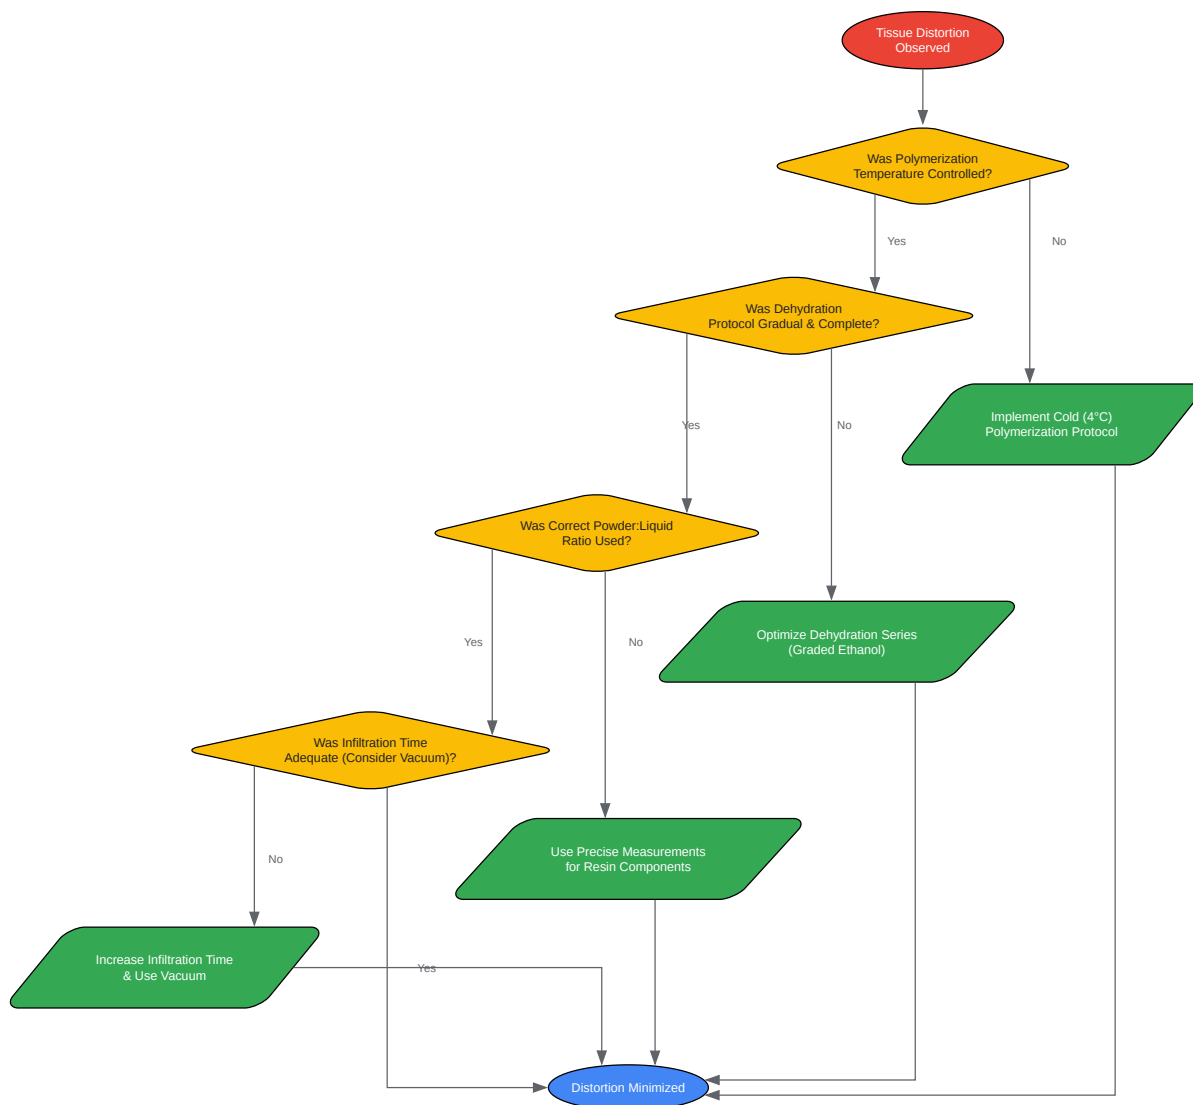 Tissue Distortion
Observed
Was Polymerization
Temperature Controlled?
Yes
No
Was Dehydration
Protocol Gradual & Complete?
Implement Cold (4°C)
Polymerization Protocol
Yes
No
Was Correct Powder:Liquid
Ratio Used?
Optimize Dehydration Series
(Graded Ethanol)
Yes
No
Was Infiltration Time
Adequate (Consider Vacuum)?
Use Precise Measurements
for Resin Components
No
Increase Infiltration Time
& Use Vacuum
Yes
Distortion Minimized